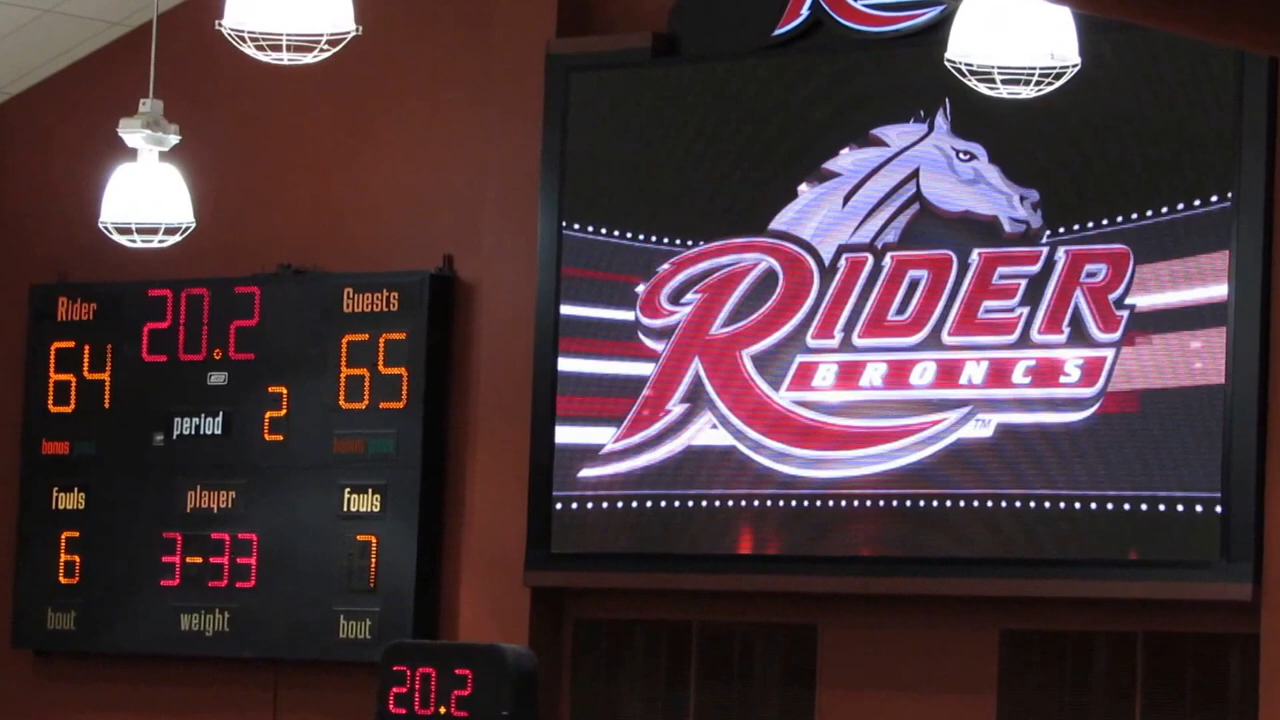 Rider 20.2 Guests
64 65
period 2
bonus
fouls player fouls
6 3-33 7
bout weight bout
20.2
RIDER
BRONCS
TM